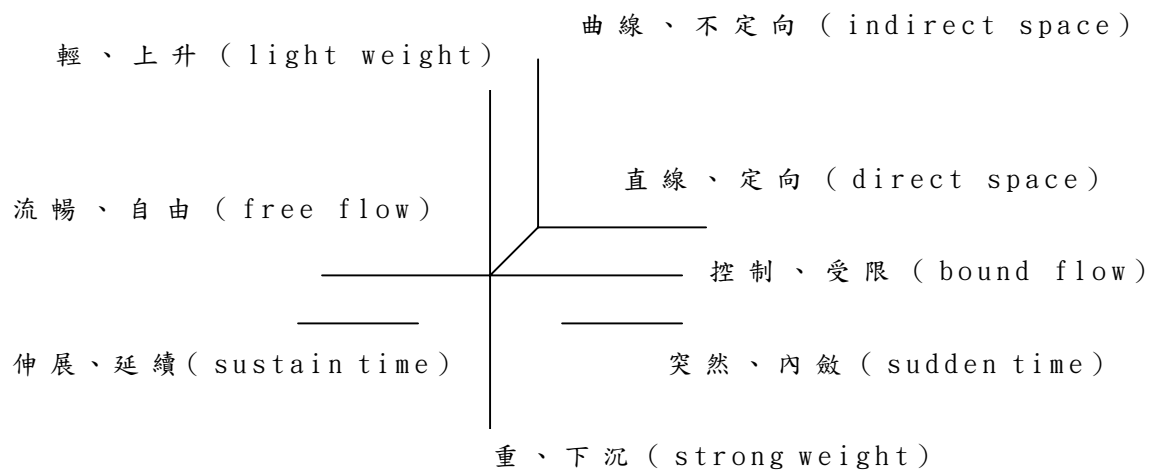 曲線、不定向（indirect space）
輕、上升（light weight）
直線、定向（direct space）
流暢、自由（free flow）
控制、受限（bound flow）
伸展、延續（sustain time）
突然、內斂（sudden time）
重、下沉（strong weight）